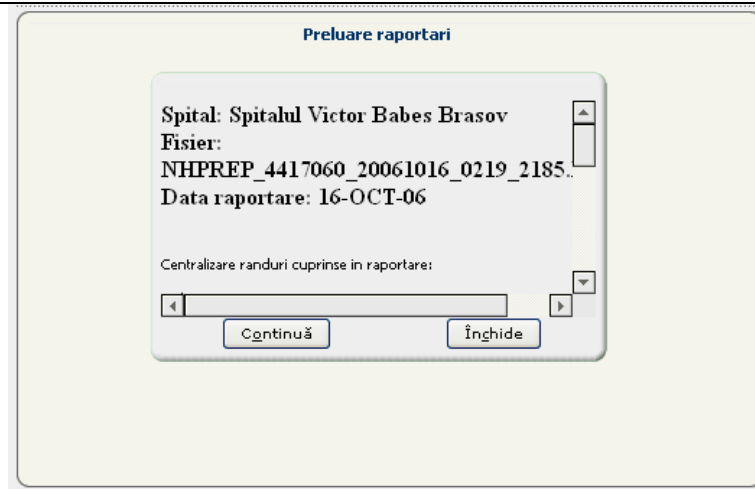 Preluare raportari
Spital: Spitalul Victor Babes Brasov
Fisier:
NHPREP_4417060_20061016_0219_2185.
Data raportare: 16-OCT-06
Centralizare randuri cuprinse in raportare:
Continuă
Închide